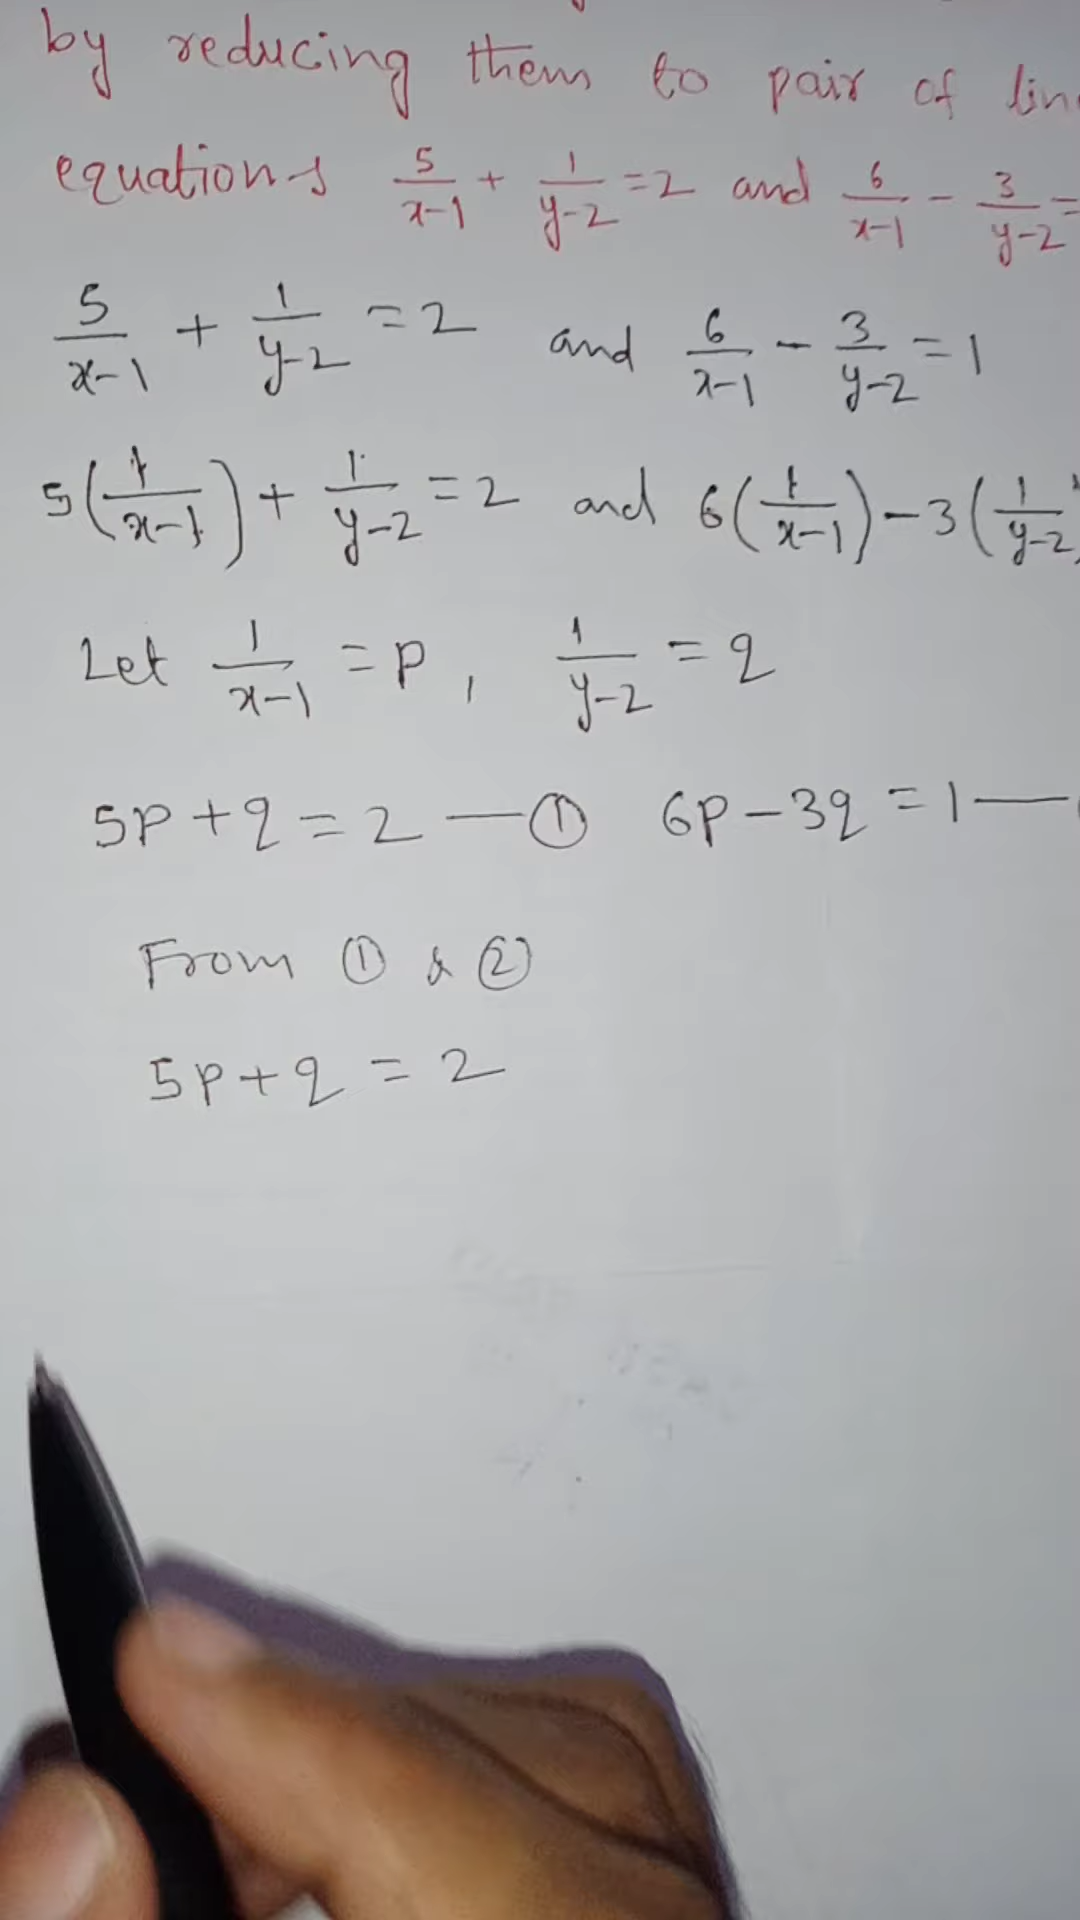 by reducing them to pair of
equations 5/(x-1) + 1/(y-2) = 2 and 6/(x-1) - 3/(y-2) =
5/(x-1) + 1/(y-2) = 2 and 6/(x-1) - 3/(y-2) = 1
5(1/(x-1)) + 1/(y-2) = 2 and 6(1/(x-1)) - 3(1/(y-2)
Let 1/(x-1) = p, 1/(y-2) = q
5p + q = 2 — ① 6p - 3q = 1 —
From ① & ②
5p + q = 2